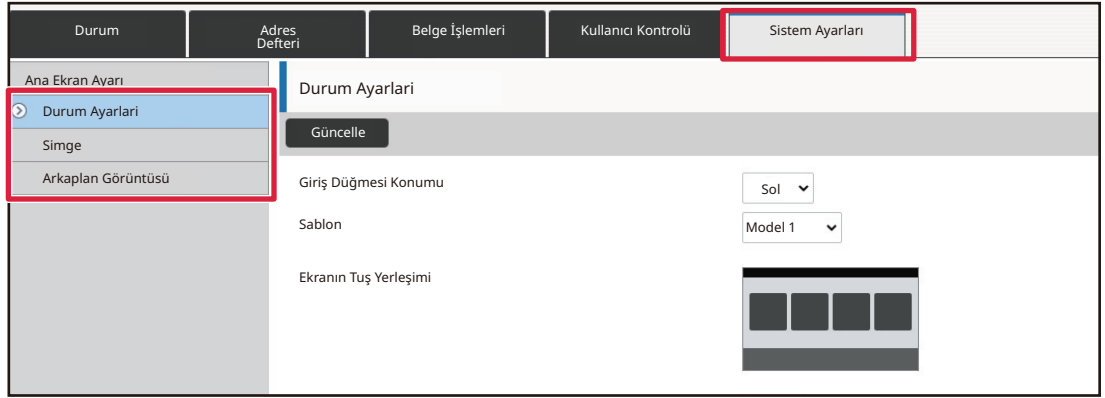 Durum
Adres
Defteri
Belge İşlemleri
Kullanıcı Kontrolü
Sistem Ayarları
Ana Ekran Ayarı
Durum Ayarlari
Simge
Arkaplan Görüntüsü
Durum Ayarlari
Güncelle
Giriş Düğmesi Konumu
Sol
Sablon
Model 1
Ekranın Tuş Yerleşimi